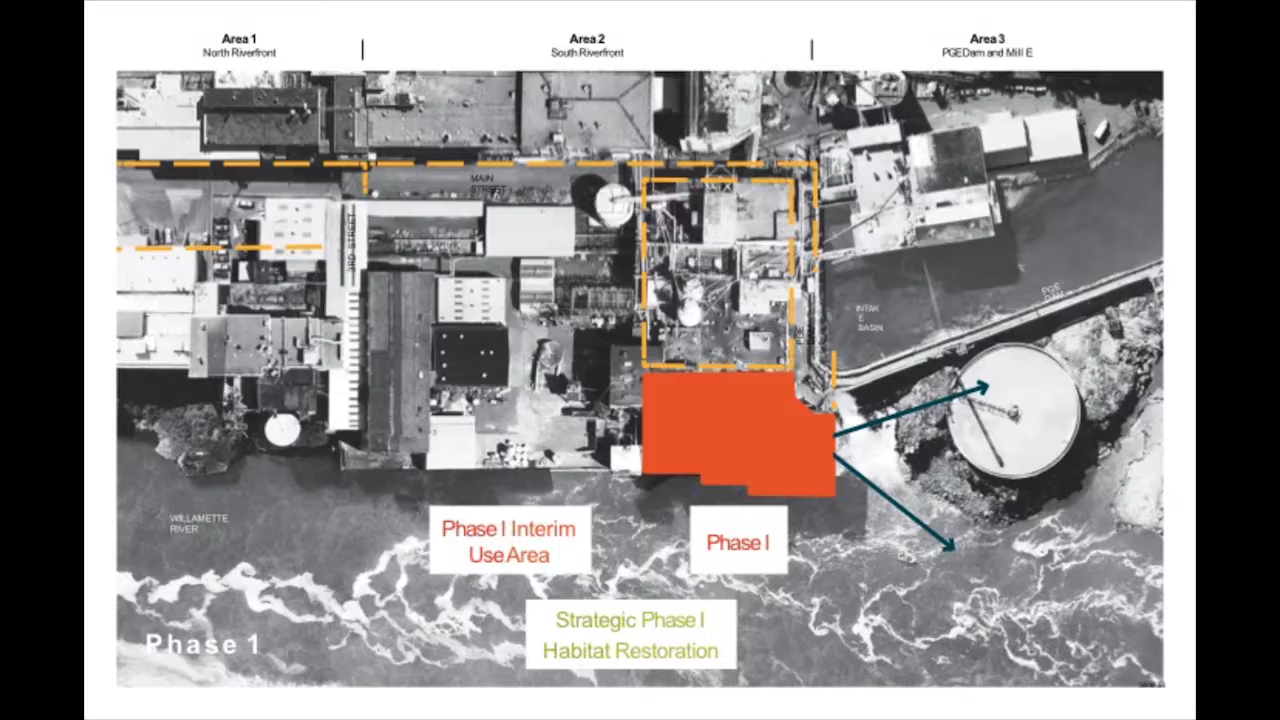 Area 1
North Riverfront
Area 2
South Riverfront
Area 3
PGE Dam and Mill E
MAIN
STREET
3RD STREET
PGE
DAM
INTAK
E
BASIN
WILLAMETTE
RIVER
Phase I Interim
Use Area
Phase I
Strategic Phase I
Habitat Restoration
Phase 1